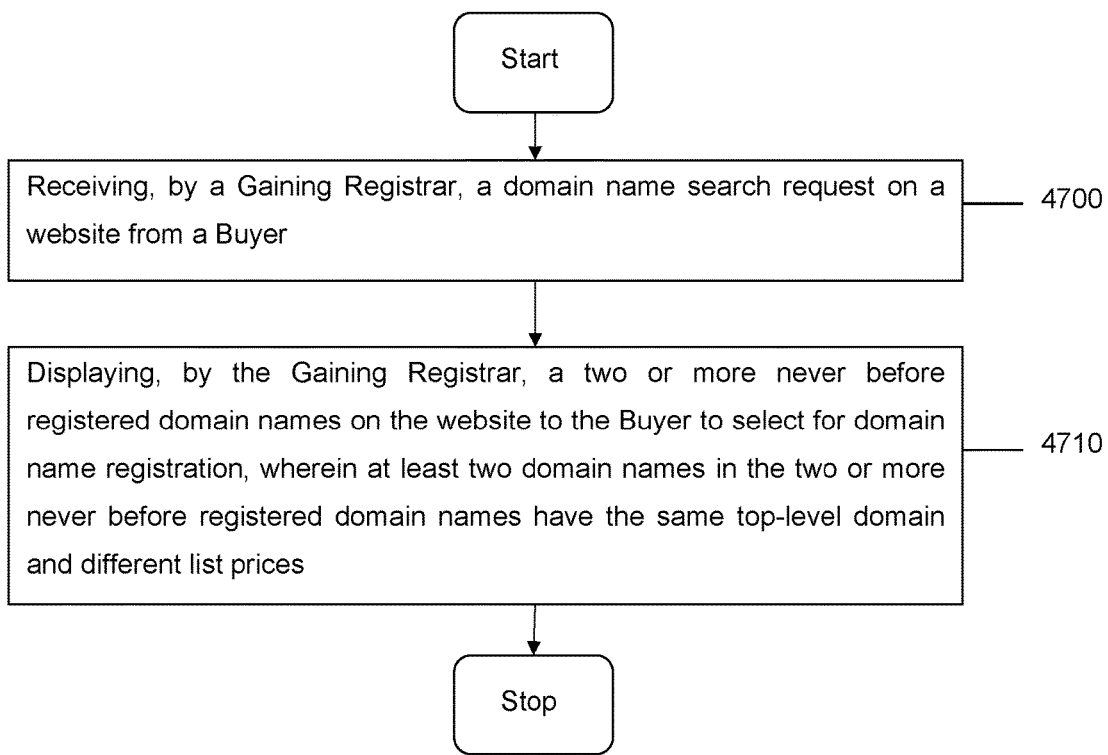 Start
Receiving, by a Gaining Registrar, a domain name search request on a
website from a Buyer
4700
Displaying, by the Gaining Registrar, a two or more never before
registered domain names on the website to the Buyer to select for domain
name registration, wherein at least two domain names in the two or more
never before registered domain names have the same top-level domain
and different list prices
4710
Stop